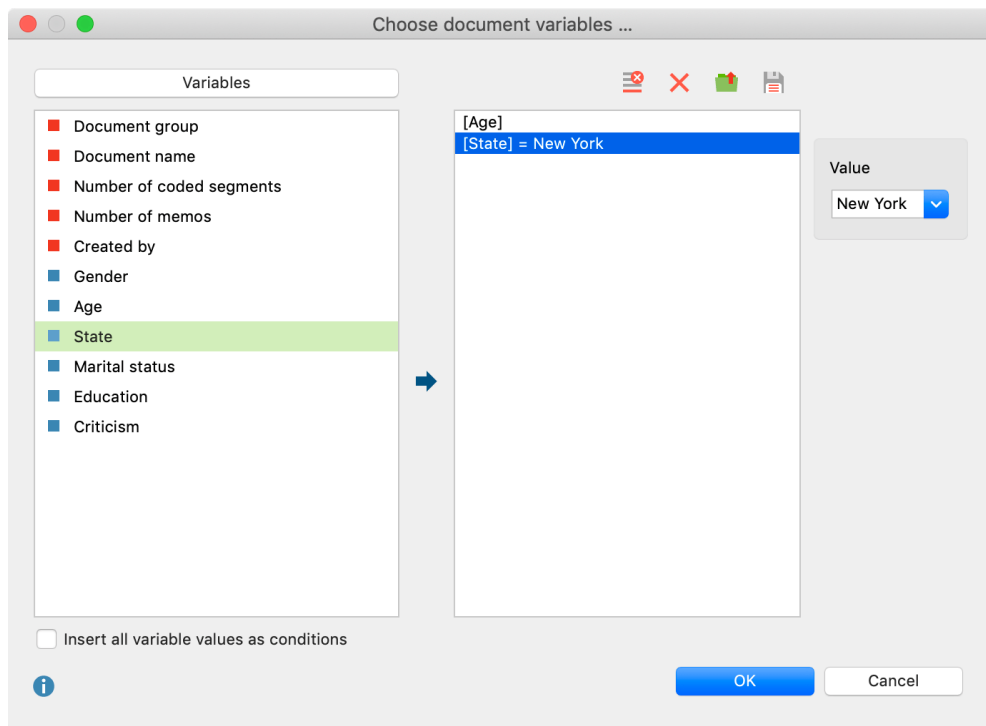 Choose document variables ...
Variables
Document group
Document name
Number of coded segments
Number of memos
Created by
Gender
Age
State
Marital status
Education
Criticism
[Age]
[State] = New York
Value
New York
Insert all variable values as conditions
OK
Cancel